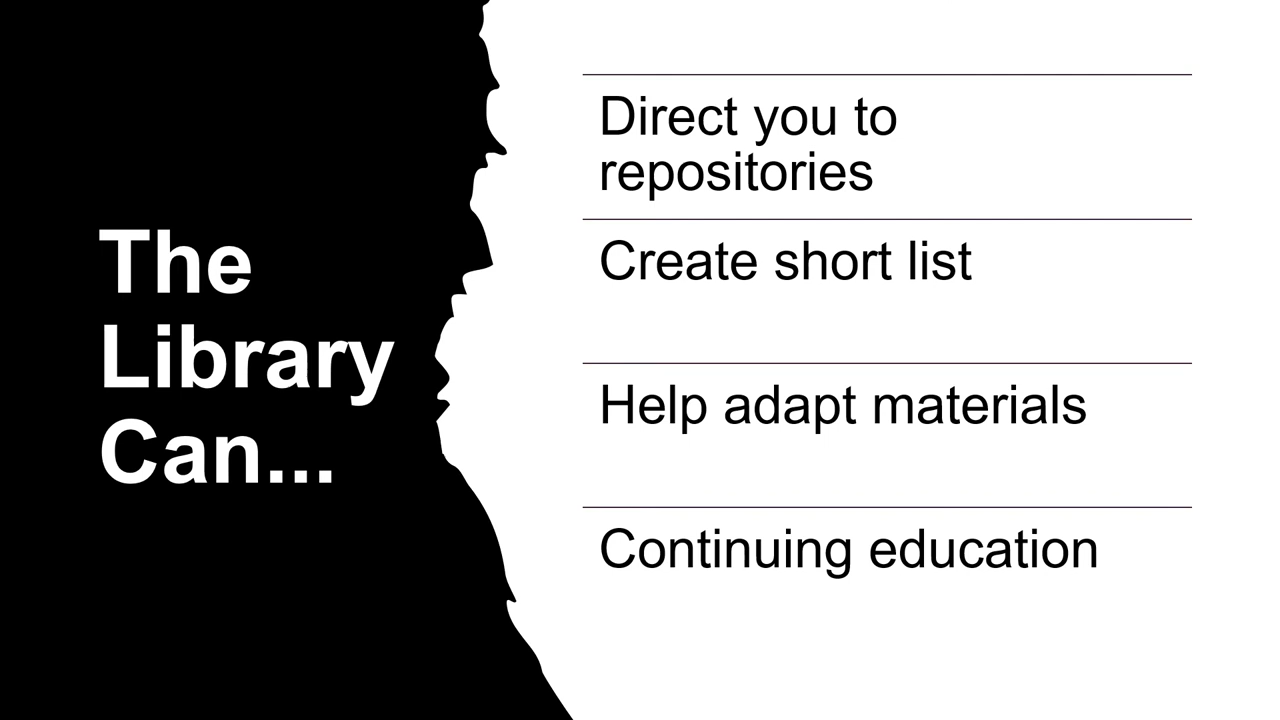 The
Library
Can...
Direct you to
repositories
Create short list
Help adapt materials
Continuing education